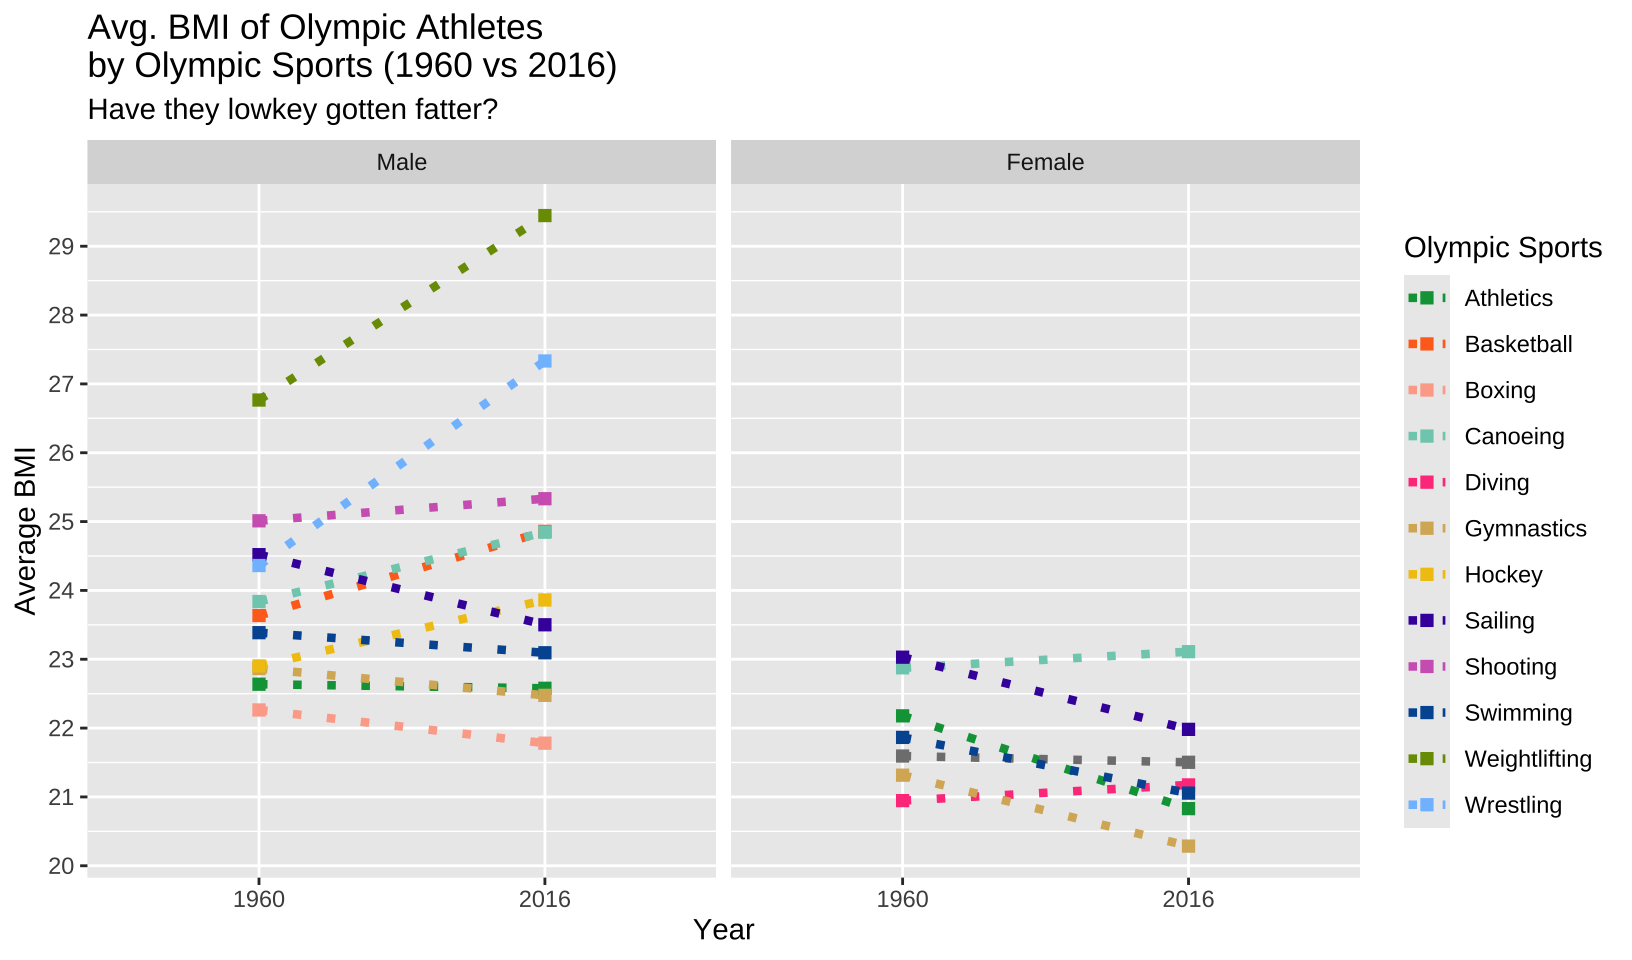 Avg. BMI of Olympic Athletes
by Olympic Sports (1960 vs 2016)
Have they lowkey gotten fatter?
Male
Female
Average BMI
29
28
27
26
25
24
23
22
21
20
1960
2016
1960
2016
Year
Olympic Sports
Athletics
Basketball
Boxing
Canoeing
Diving
Gymnastics
Hockey
Sailing
Shooting
Swimming
Weightlifting
Wrestling